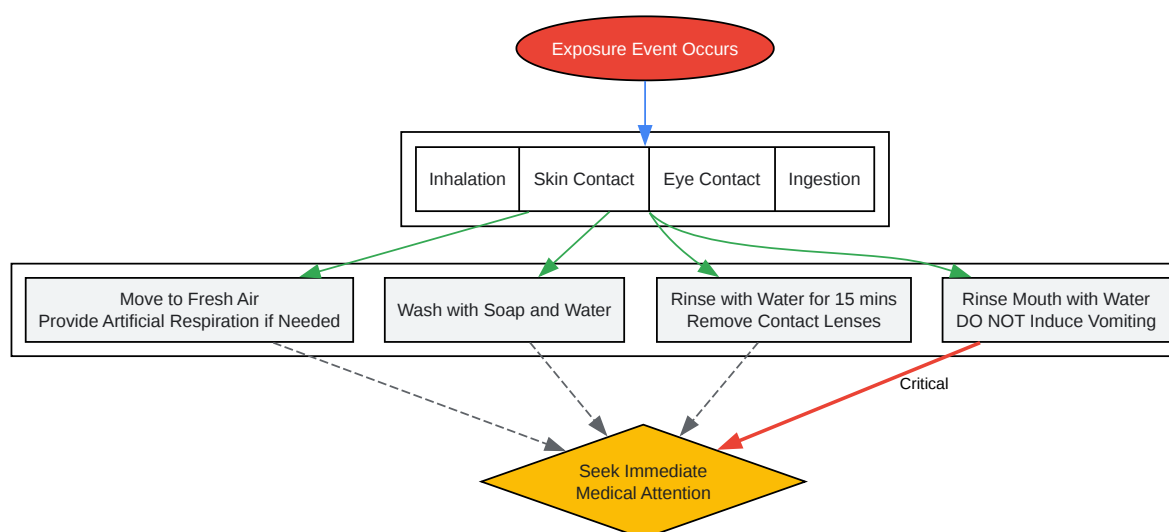 Exposure Event Occurs
Inhalation
Skin Contact
Eye Contact
Ingestion
Move to Fresh Air
Provide Artificial Respiration if Needed
Wash with Soap and Water
Rinse with Water for 15 mins
Remove Contact Lenses
Rinse Mouth with Water
DO NOT Induce Vomiting
Critical
Seek Immediate
Medical Attention